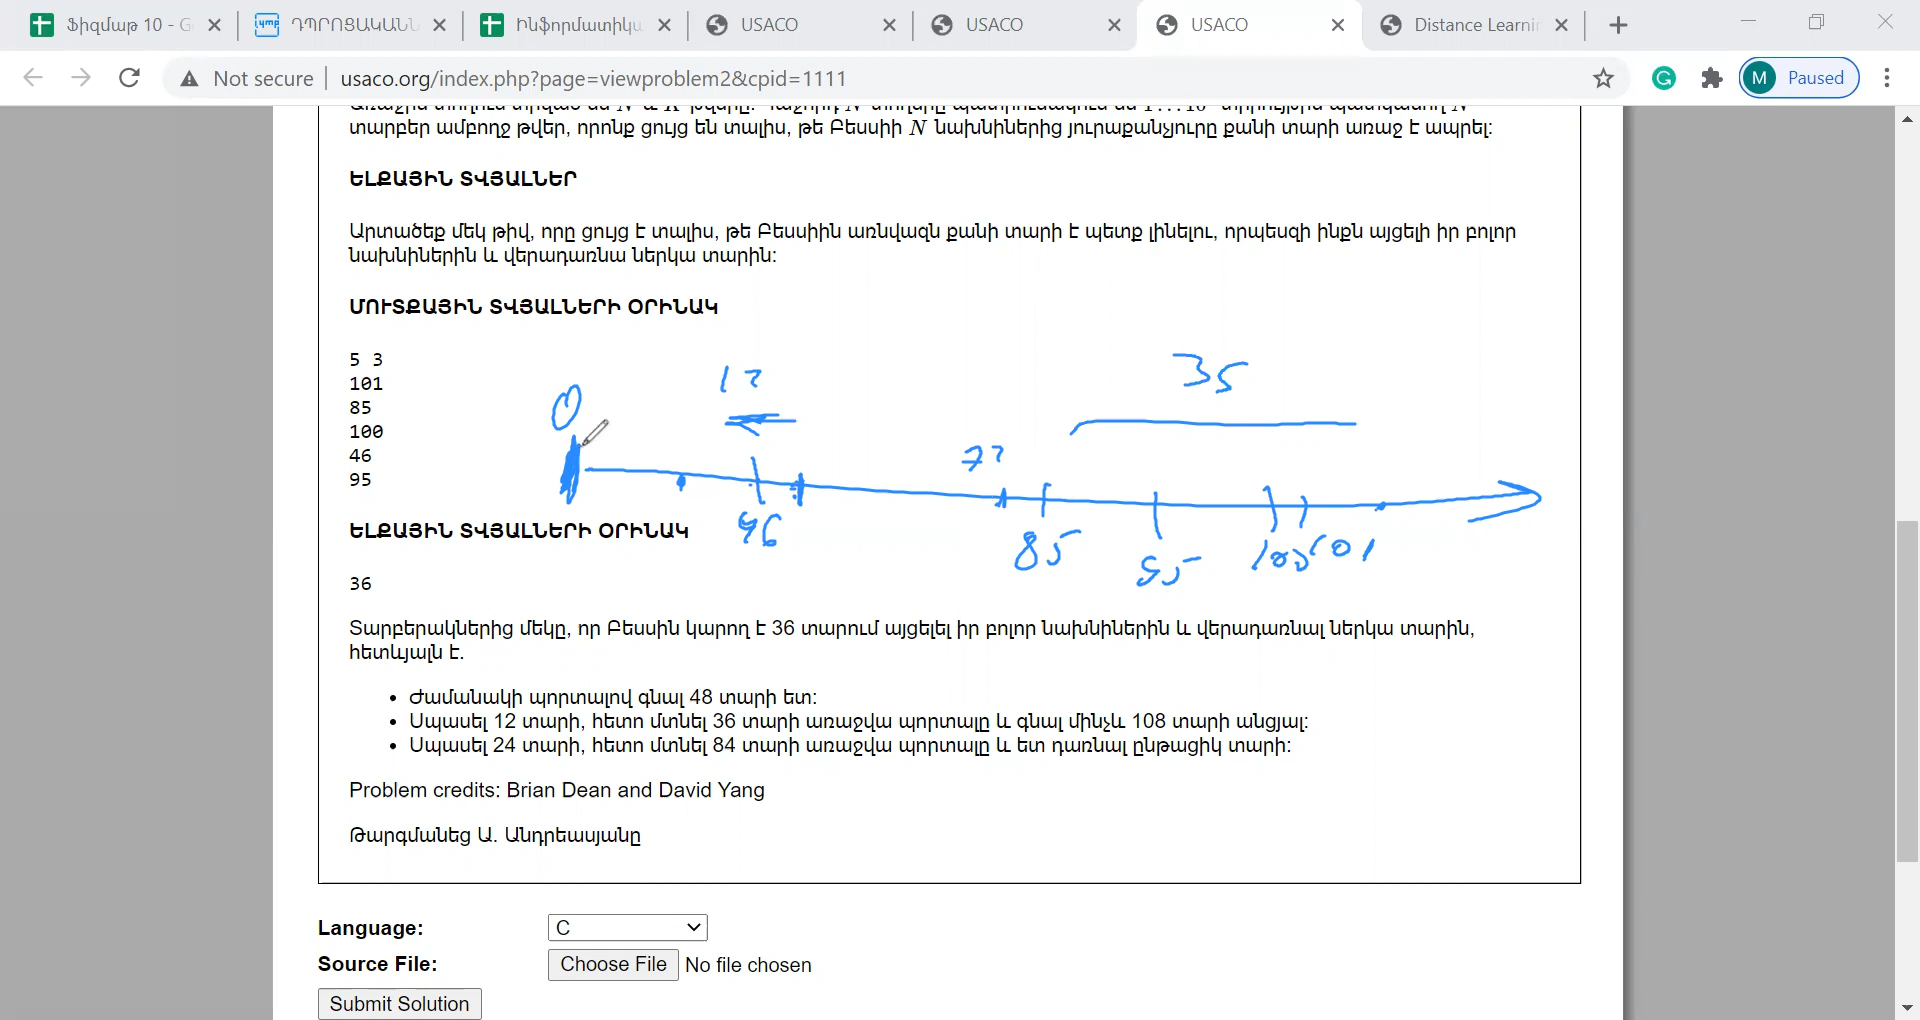 Ֆիզմաթ 10 - G
ԴՊՐՈՑԱԿԱՆՆ
Ինֆորմատիկա
USACO
USACO
USACO
Distance Learnin
Not secure
usaco.org/index.php?page=viewproblem2&cpid=1111
M Paused
տարբեր ամբողջ թվեր, որոնք ցույց են տալիս, թե Բեսսիի N նախնիներից յուրաքանչյուրը քանի տարի առաջ է ապրել:
ԵԼՔԱՅԻՆ ՏՎՅԱԼՆԵՐ
Արտածեք մեկ թիվ, որը ցույց է տալիս, թե Բեսսիին առնվազն քանի տարի է պետք լինելու, որպեսզի ինքն այցելի իր բոլոր
նախնիներին և վերադառնա ներկա տարին:
ՄՈՒՏՔԱՅԻՆ ՏՎՅԱԼՆԵՐԻ ՕՐԻՆԱԿ
5 3
101
85
100
46
95
0
12
35
72
46
85
95
100
101
ԵԼՔԱՅԻՆ ՏՎՅԱԼՆԵՐԻ ՕՐԻՆԱԿ
36
Տարբերակներից մեկը, որ Բեսսին կարող է 36 տարում այցելել իր բոլոր նախնիներին և վերադառնալ ներկա տարին,
հետևյալն է.
• Ժամանակի պորտալով գնալ 48 տարի ետ:
• Սպասել 12 տարի, հետո մտնել 36 տարի առաջվա պորտալը և գնալ մինչև 108 տարի անցյալ:
• Սպասել 24 տարի, հետո մտնել 84 տարի առաջվա պորտալը և ետ դառնալ ընթացիկ տարի:
Problem credits: Brian Dean and David Yang
Թարգմանեց Ա. Անդրեասյանը
Language: C
Source File: Choose File No file chosen
Submit Solution